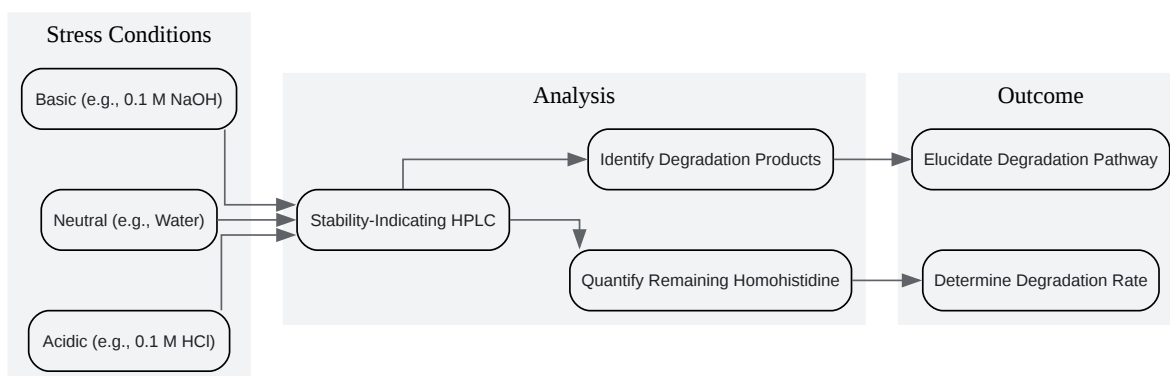 Stress Conditions
Basic (e.g., 0.1 M NaOH)
Neutral (e.g., Water)
Acidic (e.g., 0.1 M HCl)
Analysis
Stability-Indicating HPLC
Identify Degradation Products
Quantify Remaining Homohistidine
Outcome
Elucidate Degradation Pathway
Determine Degradation Rate